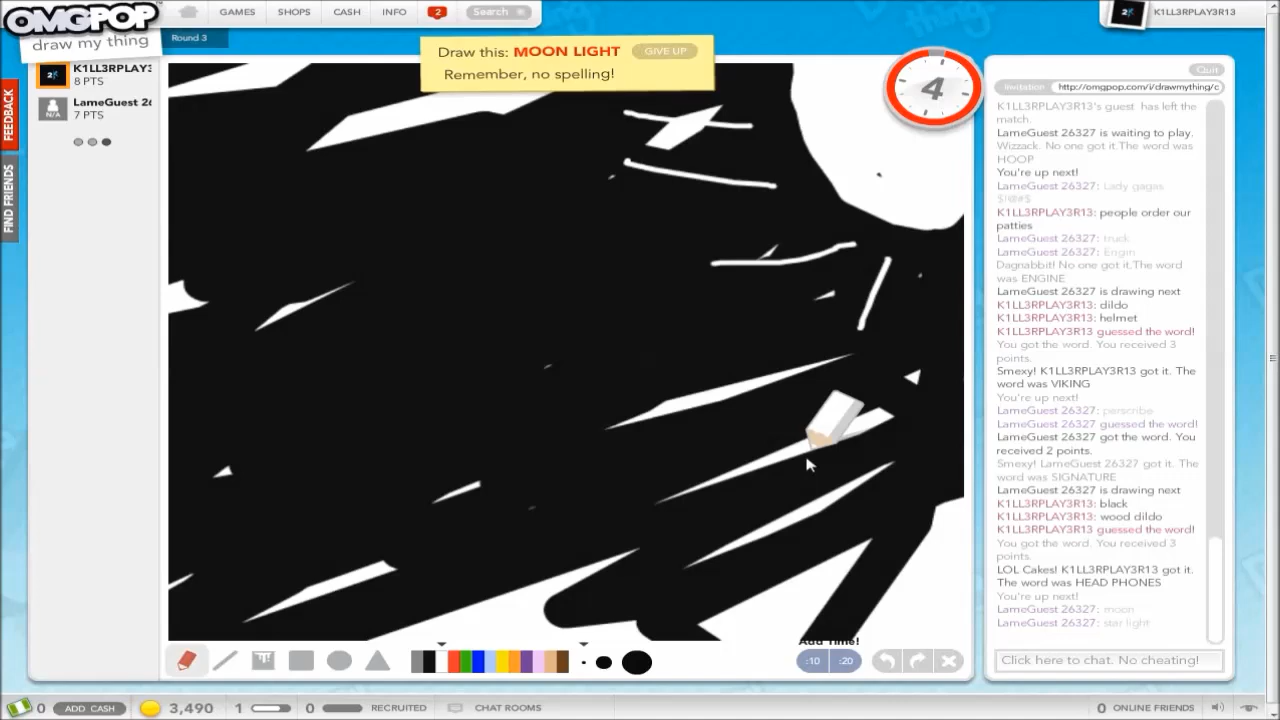 OMGPOP
draw my thing
GAMES
SHOPS
CASH
INFO
2
Search
K1LL3RPLAY3R13
Round 3
Draw this: MOON LIGHT
GIVE UP
Remember, no spelling!
4
FEEDBACK
FIND FRIENDS
K1LL3RPLAY3
8 PTS
N/A
LameGuest 26
7 PTS
Quit
Invitation
http://omgpop.com/i/drawmything/c
K1LL3RPLAY3R13's guest has left the
match.
LameGuest 26327 is waiting to play.
Wizzack. No one got it.The word was
HOOP
You're up next!
LameGuest 26327: Lady gagas
$!@#$
K1LL3RPLAY3R13: people order our
patties
LameGuest 26327: truck
LameGuest 26327: Engin
Dagnabbit! No one got it.The word
was ENGINE
LameGuest 26327 is drawing next
K1LL3RPLAY3R13: dildo
K1LL3RPLAY3R13: helmet
K1LL3RPLAY3R13 guessed the word!
You got the word. You received 3
points.
Smexy! K1LL3RPLAY3R13 got it. The
word was VIKING
You're up next!
LameGuest 26327: perscribe
LameGuest 26327 guessed the word!
LameGuest 26327 got the word. You
received 2 points.
Smexy! LameGuest 26327 got it. The
word was SIGNATURE
LameGuest 26327 is drawing next
K1LL3RPLAY3R13: black
K1LL3RPLAY3R13: wood dildo
K1LL3RPLAY3R13 guessed the word!
You got the word. You received 3
points.
LOL Cakes! K1LL3RPLAY3R13 got it.
The word was HEAD PHONES
You're up next!
LameGuest 26327: moon
LameGuest 26327: star light
Click here to chat. No cheating!
Add Time!
:10
:20
0
ADD CASH
3,490
1
0
RECRUITED
CHAT ROOMS
0 ONLINE FRIENDS